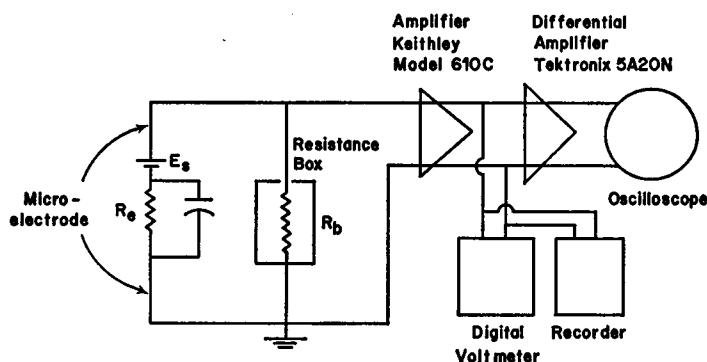 Amplifier
Keithley
Model 610C
Differential
Amplifier
Tektronix 5A20N
Es
Resistance
Box
Micro-
electrode
Re
Rb
Oscilloscope
Digital
Voltmeter
Recorder